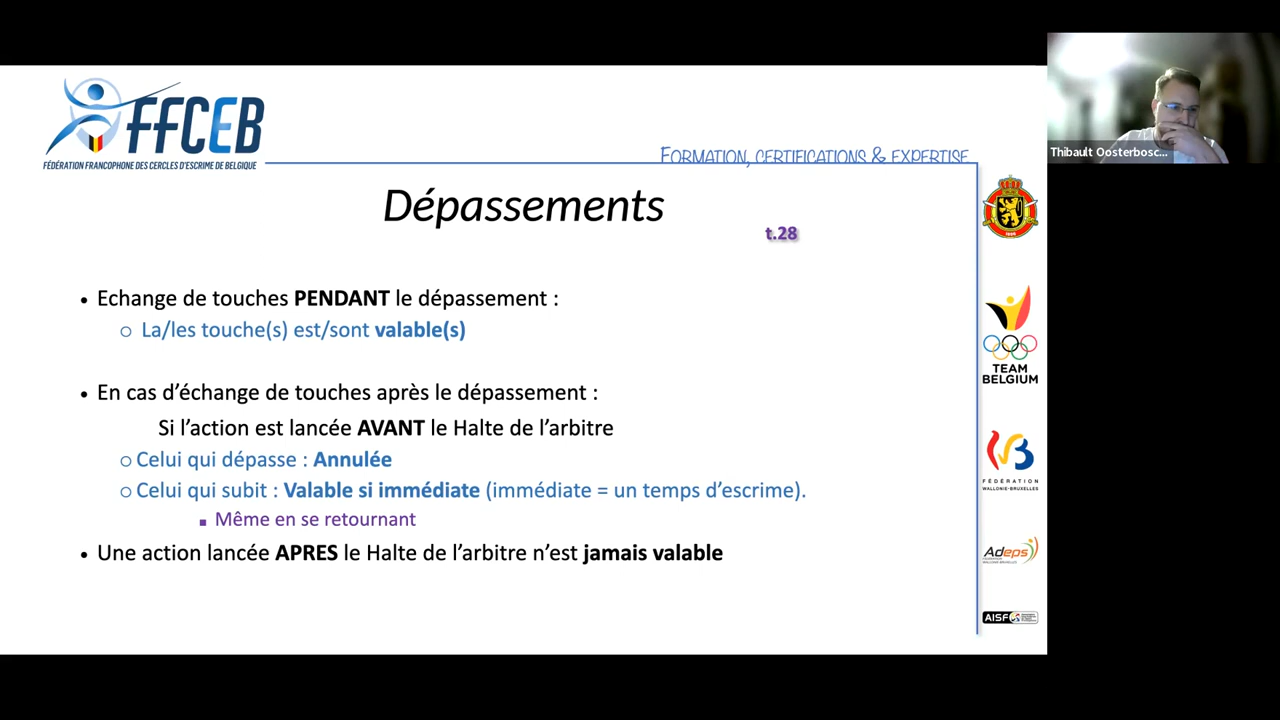 FFCEB
FÉDÉRATION FRANCOPHONE DES CERCLES D'ESCRIME DE BELGIQUE
FORMATION, CERTIFICATIONS & EXPERTISE
Thibault Oosterbosc...
Dépassements
t.28
• Echange de touches PENDANT le dépassement :
o La/les touche(s) est/sont valable(s)
• En cas d'échange de touches après le dépassement :
Si l'action est lancée AVANT le Halte de l'arbitre
o Celui qui dépasse : Annulée
o Celui qui subit : Valable si immédiate (immédiate = un temps d'escrime).
▪ Même en se retournant
• Une action lancée APRES le Halte de l'arbitre n'est jamais valable
TEAM
BELGIUM
FÉDÉRATION
WALLONIE-BRUXELLES
Adeps
AISF